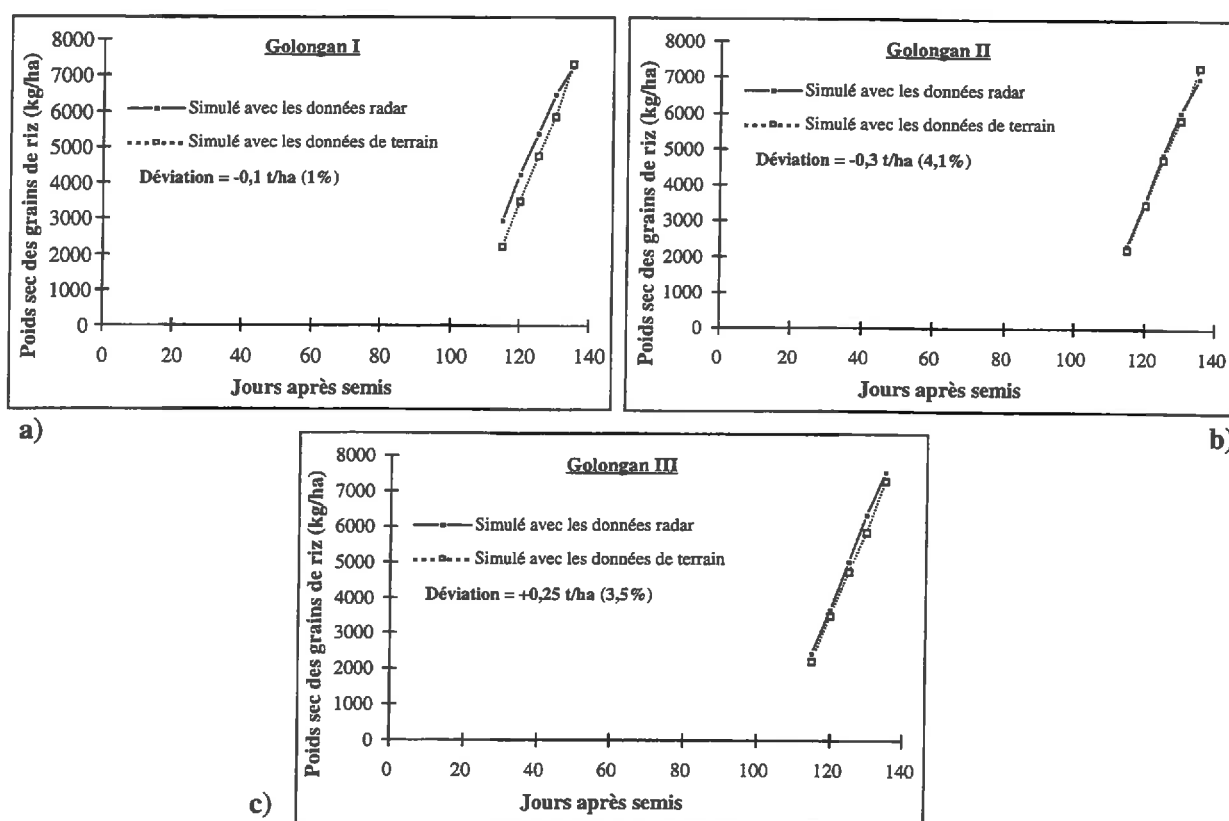 Golongan I
Poids sec des grains de riz (kg/ha)
8000
7000
6000
5000
4000
3000
2000
1000
0
Simulé avec les données radar
Simulé avec les données de terrain
Déviation = -0,1 t/ha (1%)
0 20 40 60 80 100 120 140
Jours après semis
a)
Golongan II
Poids sec des grains de riz (kg/ha)
8000
7000
6000
5000
4000
3000
2000
1000
0
Simulé avec les données radar
Simulé avec les données de terrain
Déviation = -0,3 t/ha (4,1%)
0 20 40 60 80 100 120 140
Jours après semis
b)
Golongan III
Poids sec des grains de riz (kg/ha)
8000
7000
6000
5000
4000
3000
2000
1000
0
Simulé avec les données radar
Simulé avec les données de terrain
Déviation = +0,25 t/ha (3,5%)
0 20 40 60 80 100 120 140
Jours après semis
c)